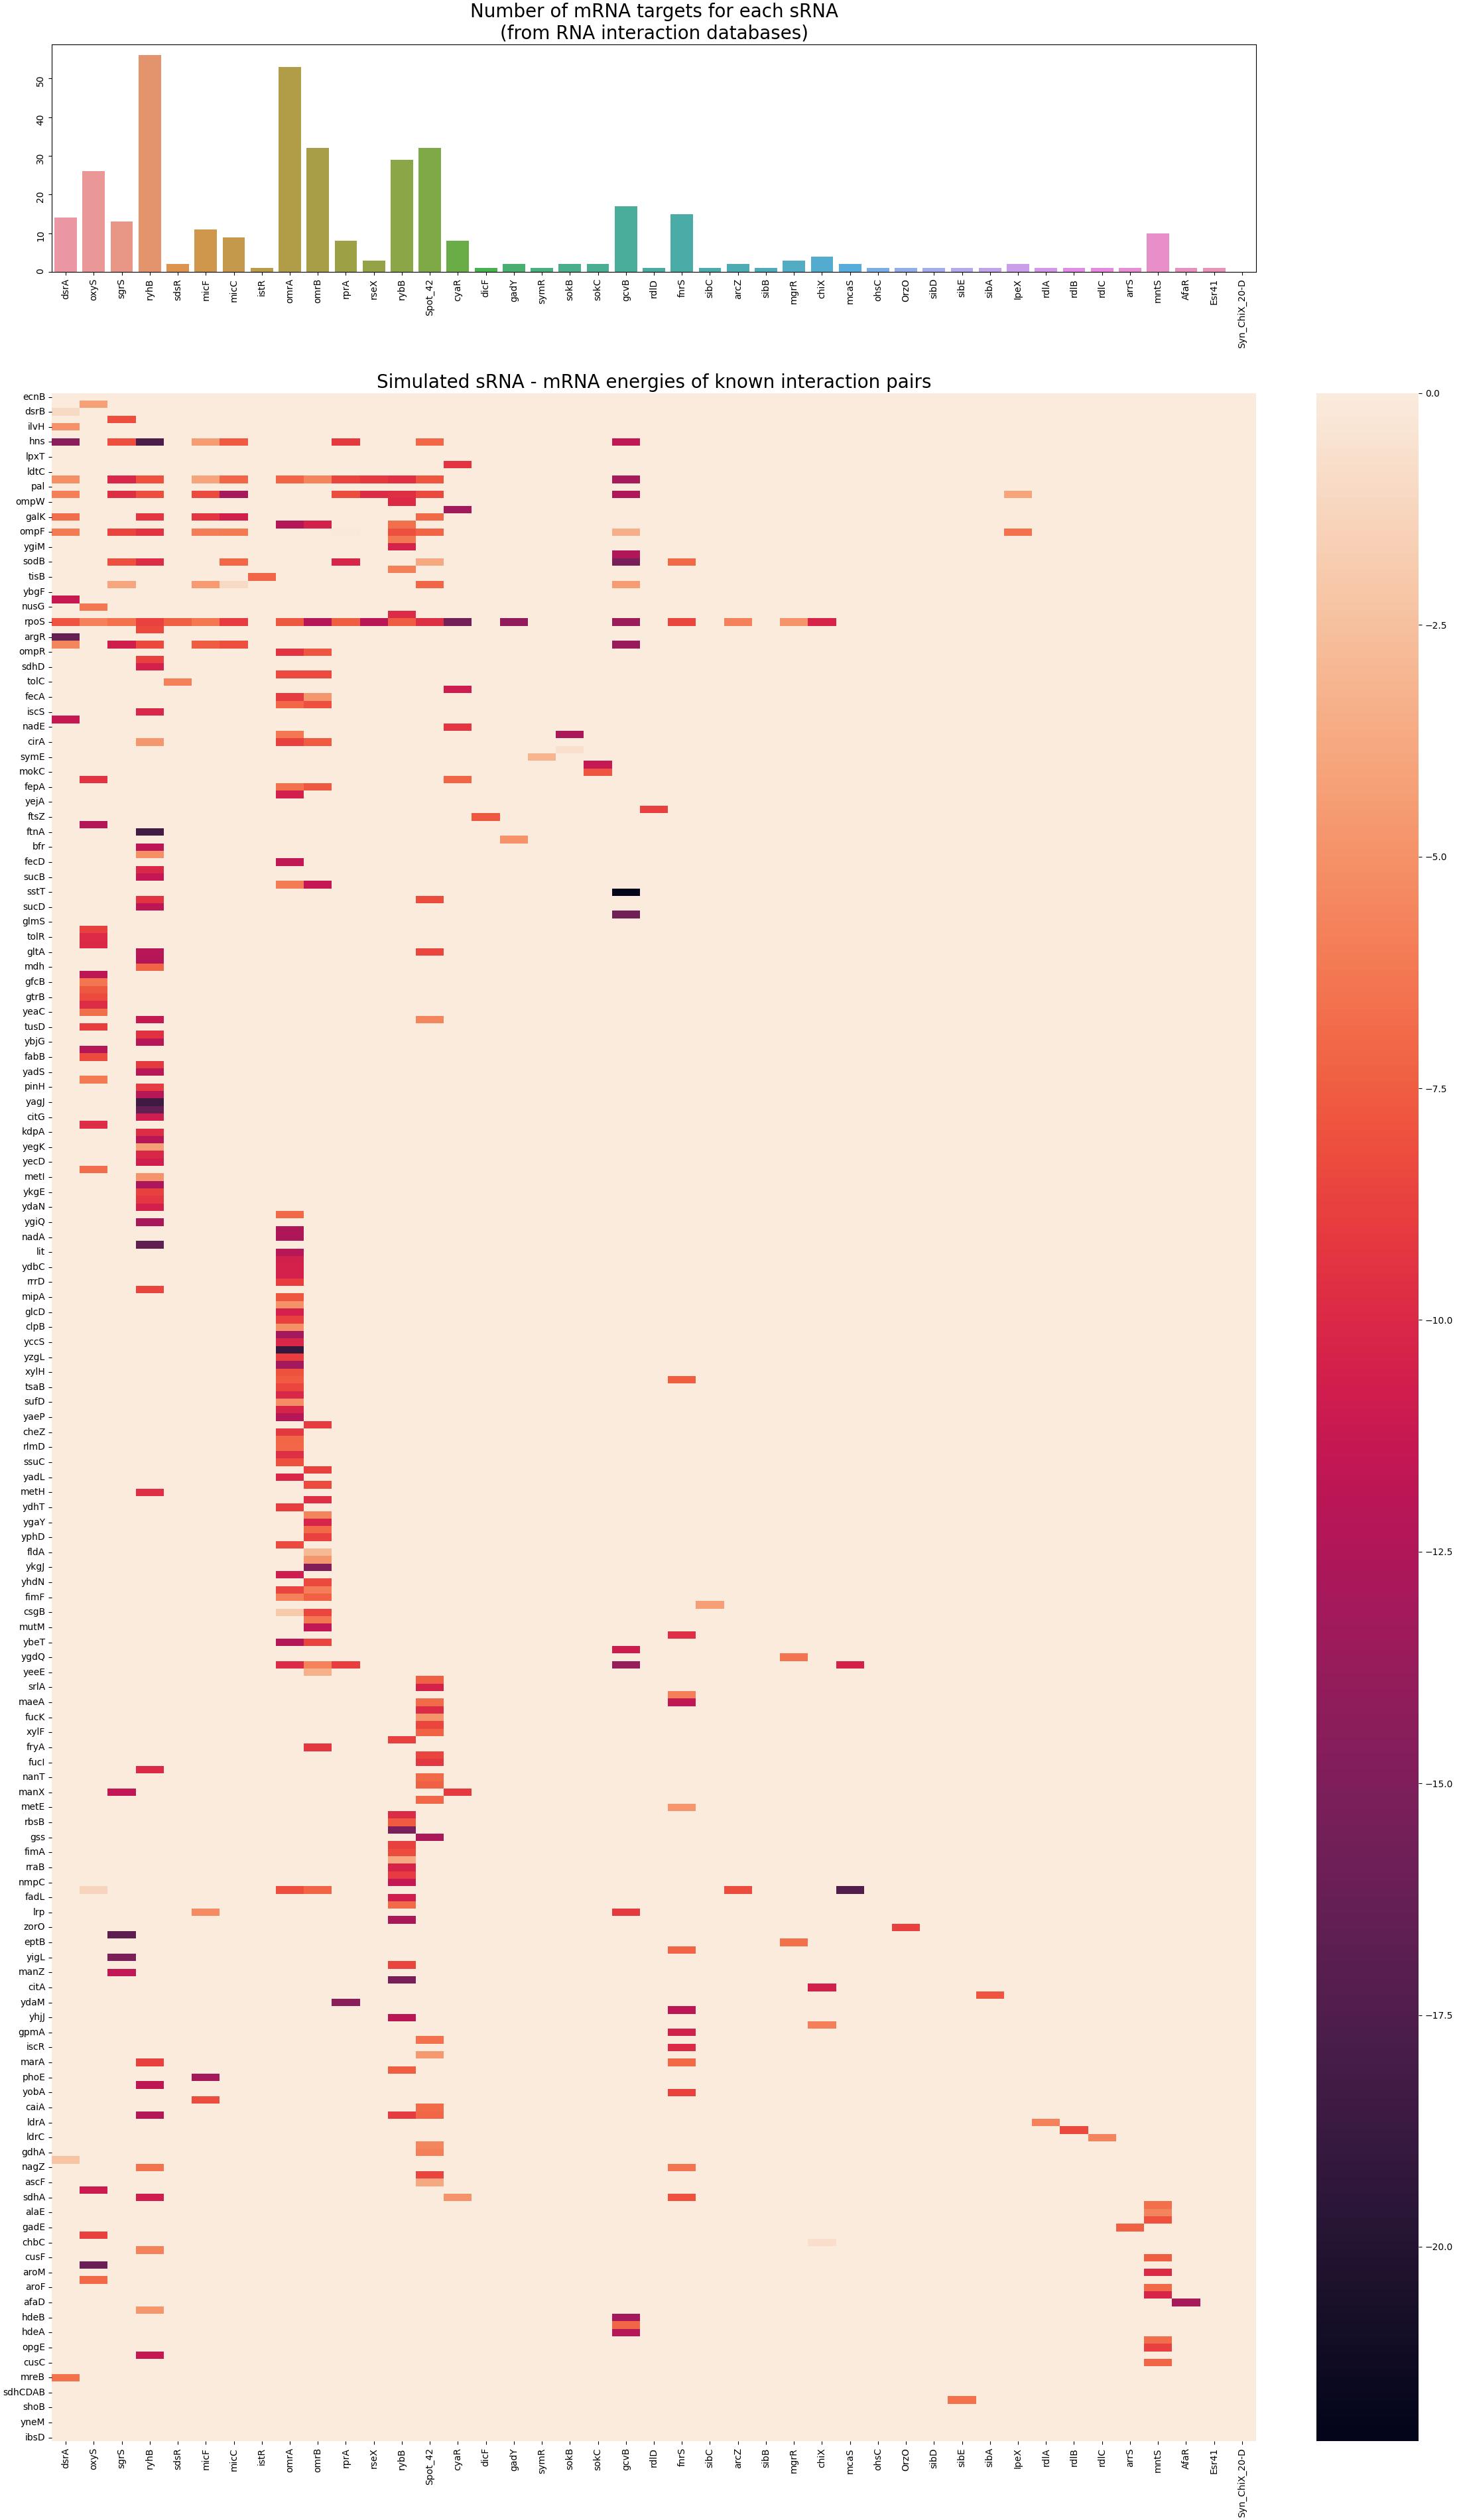 Number of mRNA targets for each sRNA
(from RNA interaction databases)
50
40
30
20
10
0
dsrA
oxyS
sgrS
ryhB
sdsR
micF
micC
istR
omrA
omrB
rprA
rseX
rybB
Spot_42
cyaR
dicF
gadY
symR
sokB
sokC
gcvB
rdlD
fnrS
sibC
arcZ
sibB
mgrR
chiX
mcaS
ohsC
OrzO
sibD
sibE
sibA
rdlA
rdlB
rdlC
arrS
mntS
AfaR
Esr41
Syn_ChiX_20-D
Simulated sRNA - mRNA energies of known interaction pairs
ecnB
dsrB
ilvH
hns
lpxT
ldtC
pal
ompW
galK
ompF
ygiM
sodB
tisB
ybgF
nusG
rpoS
argR
ompR
sdhD
tolC
fecA
iscS
nadE
cirA
symE
mokC
fepA
yejA
ftsZ
ftnA
bfr
fecD
sucB
sstT
sucD
glmS
tolR
gltA
mdh
gfcB
gtrB
yeaC
tusD
ybjG
fabB
yadS
pinH
yagJ
citG
kdpA
yegK
yecD
metI
ykgE
ydaN
ygiQ
nadA
lit
ydbC
rrrD
mipA
glcD
clpB
yccS
yzgL
xylH
tsaB
sufD
yaeP
cheZ
rlmD
ssuC
yadL
metH
ydhT
ygaY
yphD
fldA
ykgJ
yhdN
fimF
csgB
mutM
ybeT
ygdQ
yeeE
srlA
maeA
fucK
xylF
fryA
fucI
nanT
manX
metE
rbsB
gss
fimA
rraB
nmpC
fadL
lrp
zorO
eptB
yigL
manZ
citA
ydaM
yhjJ
gpmA
iscR
marA
phoE
yobA
caiA
ldrA
ldrC
gdhA
nagZ
ascF
sdhA
alaE
gadE
chbC
cusF
aroM
aroF
afaD
hdeB
hdeA
opgE
cusC
mreB
sdhCDAB
shoB
yneM
ibsD
dsrA
oxyS
sgrS
ryhB
sdsR
micF
micC
istR
omrA
omrB
rprA
rseX
rybB
Spot_42
cyaR
dicF
gadY
symR
sokB
sokC
gcvB
rdlD
fnrS
sibC
arcZ
sibB
mgrR
chiX
mcaS
ohsC
OrzO
sibD
sibE
sibA
rdlA
rdlB
rdlC
arrS
mntS
AfaR
Esr41
Syn_ChiX_20-D
0.0
−2.5
−5.0
−7.5
−10.0
−12.5
−15.0
−17.5
−20.0